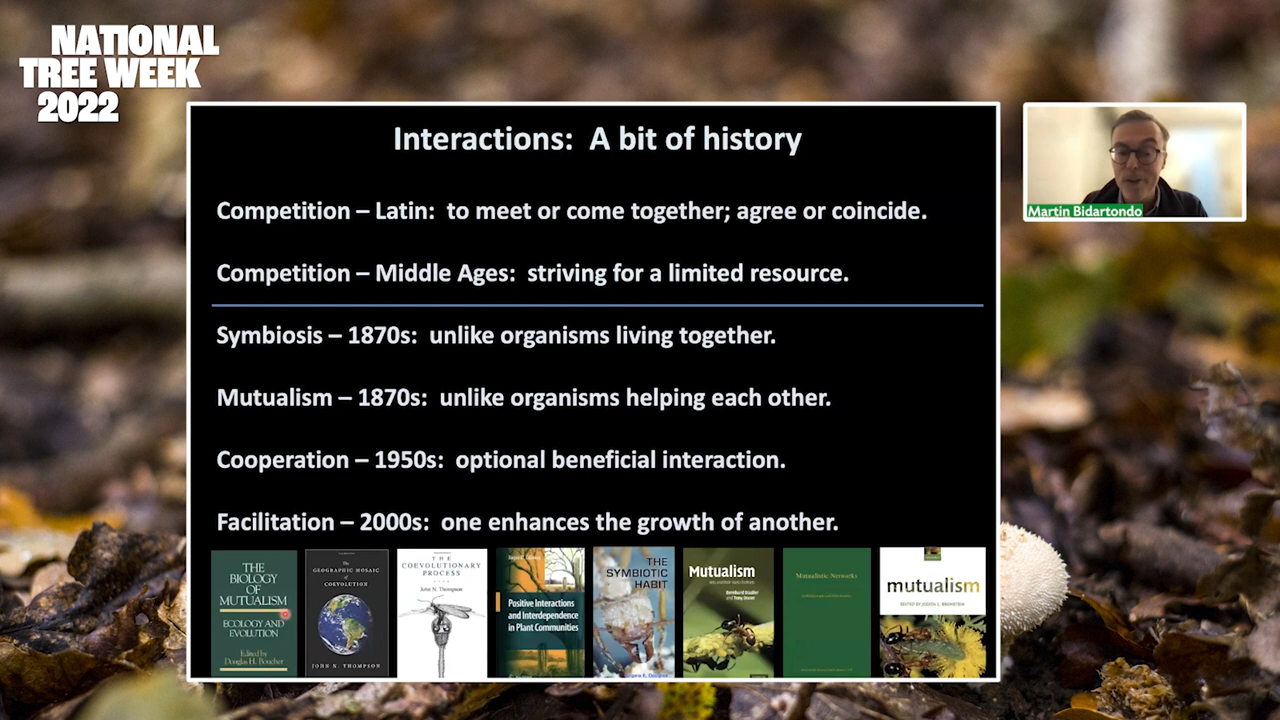 NATIONAL
TREE WEEK
2022
Interactions: A bit of history
Competition – Latin: to meet or come together; agree or coincide.
Competition – Middle Ages: striving for a limited resource.
Symbiosis – 1870s: unlike organisms living together.
Mutualism – 1870s: unlike organisms helping each other.
Cooperation – 1950s: optional beneficial interaction.
Facilitation – 2000s: one enhances the growth of another.
Martin Bidartondo
THE
BIOLOGY
OF
MUTUALISM
ECOLOGY AND
EVOLUTION
Edited by
Douglas H. Boucher
The
GEOGRAPHIC MOSAIC
of
COEVOLUTION
JOHN N. THOMPSON
THE
COEVOLUTIONARY
PROCESS
John N. Thompson
Positive Interactions
and Interdependence
in Plant Communities
THE
SYMBIOTIC
HABIT
Mutualism
Bernhard Stadler
and Tony Dixon
Mutualistic Networks
mutualism
EDITED BY JUDITH L. BRONSTEIN